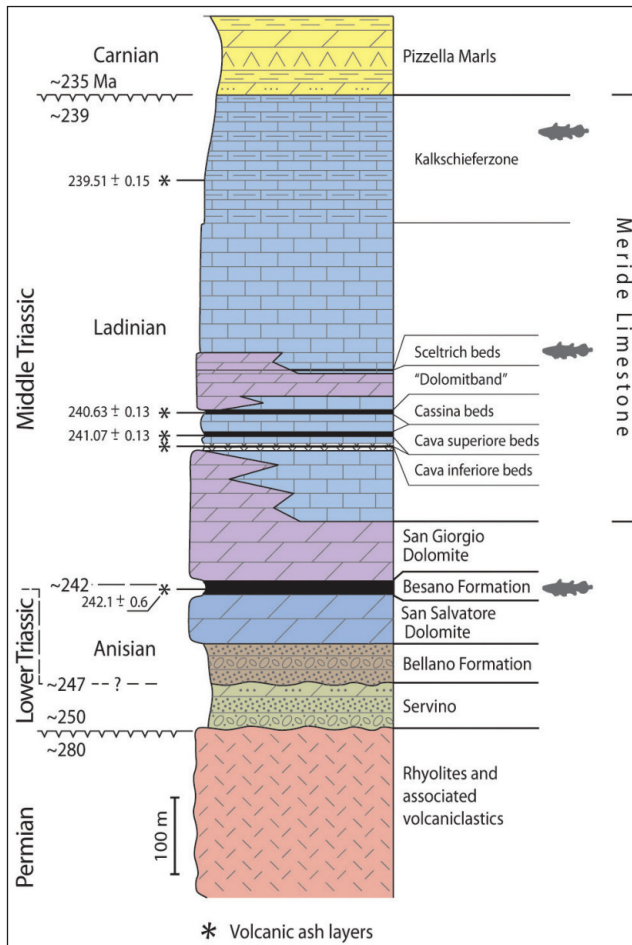 Carnian
Pizzella Marls
~235 Ma
~239
Kalkschieferzone
239.51 ± 0.15 *
Meride Limestone
Middle Triassic
Ladinian
Sceltrich beds
"Dolomitband"
240.63 ± 0.13 *
Cassina beds
241.07 ± 0.13 *
Cava superiore beds
*
Cava inferiore beds
San Giorgio
Dolomite
~242
Besano Formation
242.1 ± 0.6 *
San Salvatore
Dolomite
Lower Triassic
Anisian
Bellano Formation
~247 ?
Servino
~250
~280
Rhyolites and
associated
volcaniclastics
Permian
100 m
* Volcanic ash layers